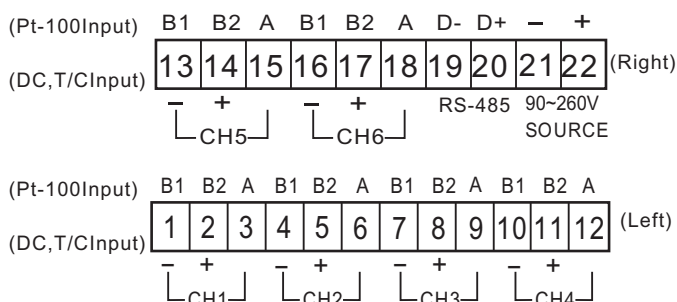 (Pt-100Input) B1 B2 A B1 B2 A D- D+ − +
13 14 15 16 17 18 19 20 21 22 (Right)
(DC,T/CInput)
− + − + RS-485 90~260V
CH5 CH6 SOURCE
(Pt-100Input) B1 B2 A B1 B2 A B1 B2 A B1 B2 A
1 2 3 4 5 6 7 8 9 10 11 12 (Left)
(DC,T/CInput)
− + − + − + − +
CH1 CH2 CH3 CH4